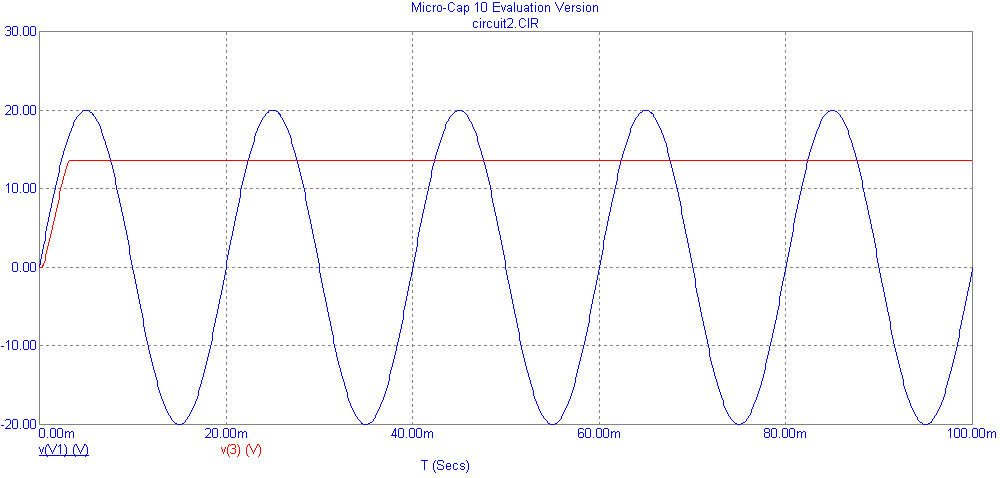 Micro-Cap 10 Evaluation Version
circuit2.CIR
30.00
20.00
10.00
0.00
-10.00
-20.00
0.00m 20.00m 40.00m 60.00m 80.00m 100.00m
v(V1) (V) v(3) (V)
T (Secs)